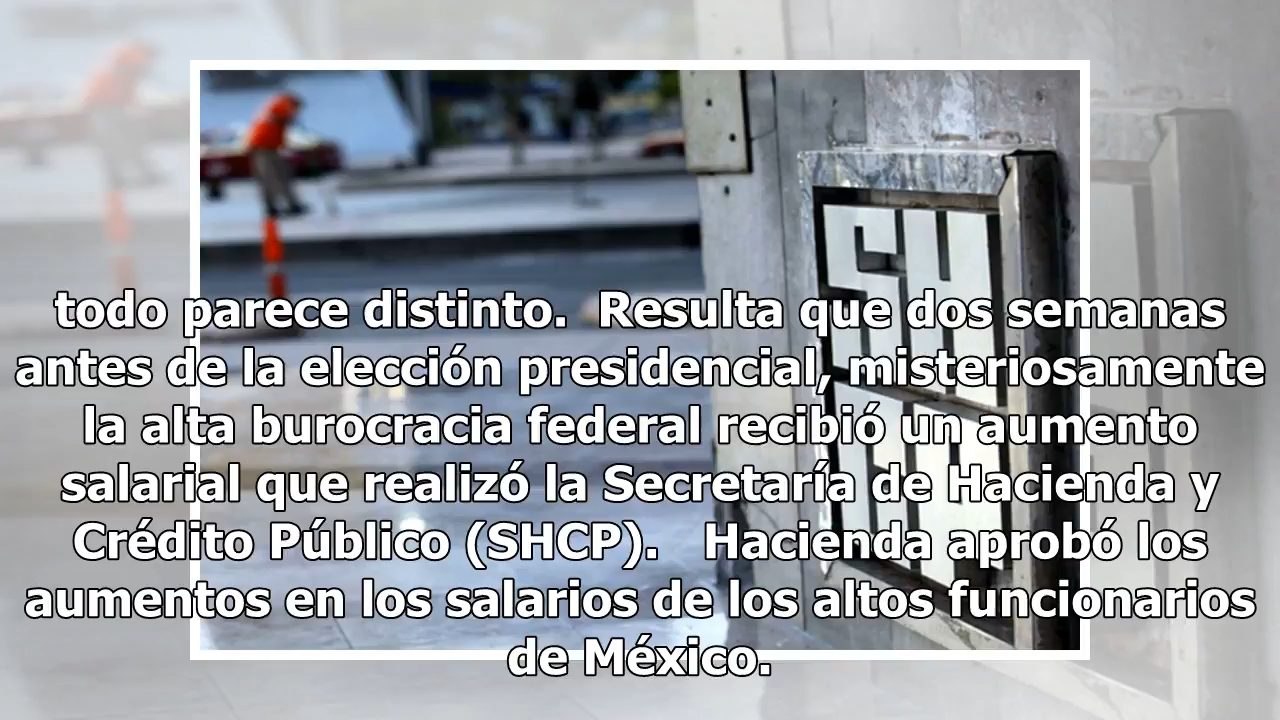 SH
CP
todo parece distinto.  Resulta que dos semanas
antes de la elección presidencial, misteriosamente
la alta burocracia federal recibió un aumento
salarial que realizó la Secretaría de Hacienda y
Crédito Público (SHCP).   Hacienda aprobó los
aumentos en los salarios de los altos funcionarios
de México.